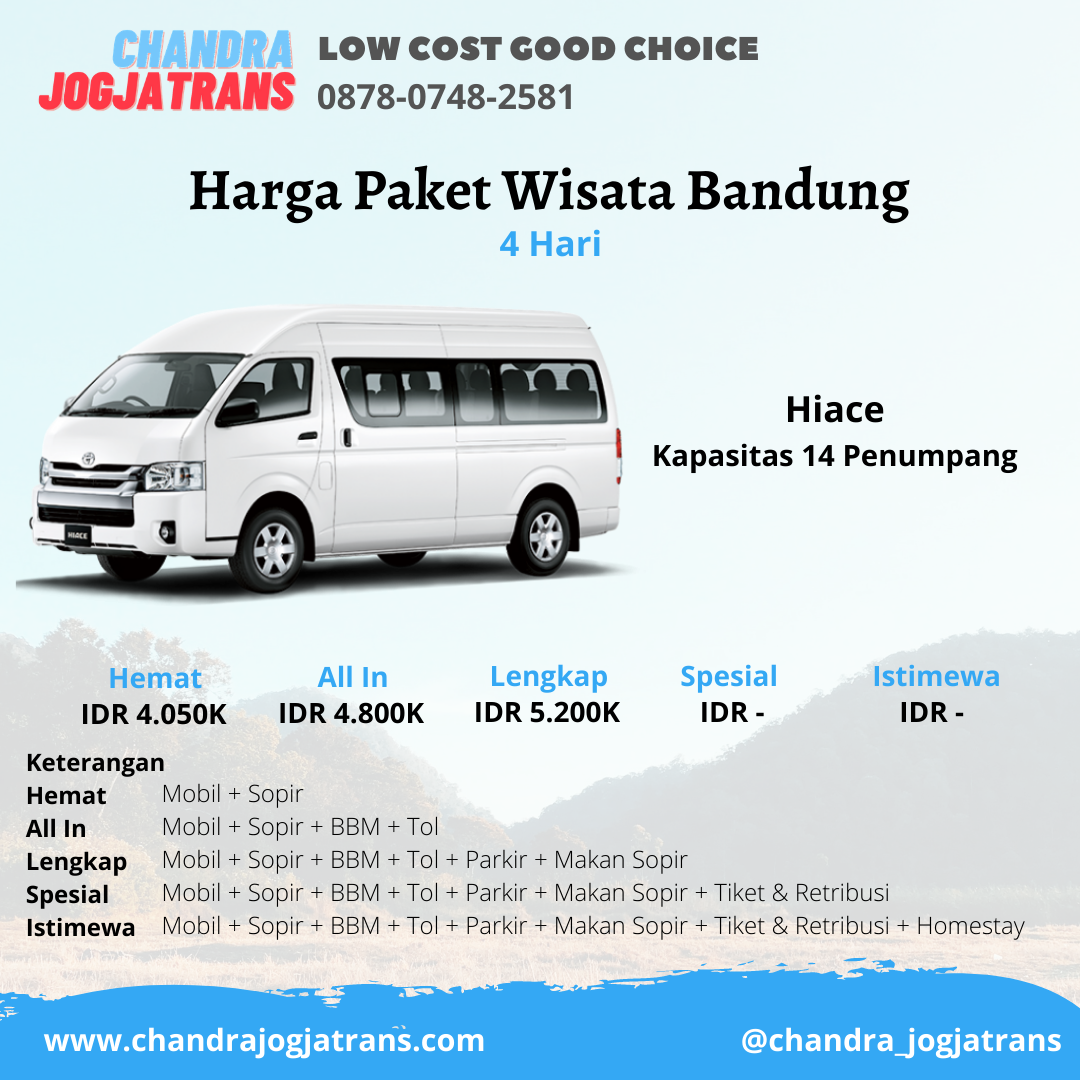 CHANDRA
JOGJATRANS
LOW COST GOOD CHOICE
0878-0748-2581
Harga Paket Wisata Bandung
4 Hari
HIACE
Hiace
Kapasitas 14 Penumpang
Hemat All In Lengkap Spesial Istimewa
IDR 4.050K IDR 4.800K IDR 5.200K IDR - IDR -
Keterangan
Hemat Mobil + Sopir
All In Mobil + Sopir + BBM + Tol
Lengkap Mobil + Sopir + BBM + Tol + Parkir + Makan Sopir
Spesial Mobil + Sopir + BBM + Tol + Parkir + Makan Sopir + Tiket & Retribusi
Istimewa Mobil + Sopir + BBM + Tol + Parkir + Makan Sopir + Tiket & Retribusi + Homestay
www.chandrajogjatrans.com
@chandra_jogjatrans